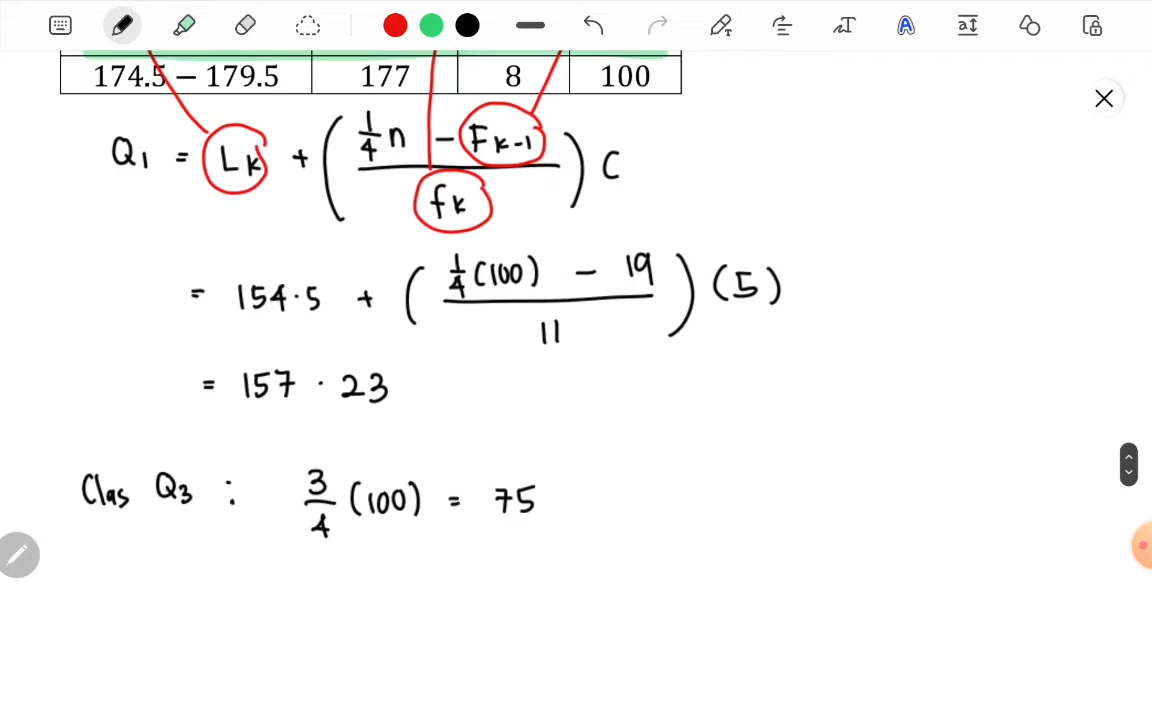 174.5 – 179.5 177 8 100
Q₁ = Lk + ( (1/4 n − Fk-1) / fk ) C
= 154.5 + ( (1/4 (100) − 19) / 11 ) (5)
= 157.23
Clas Q₃ : 3/4 (100) = 75